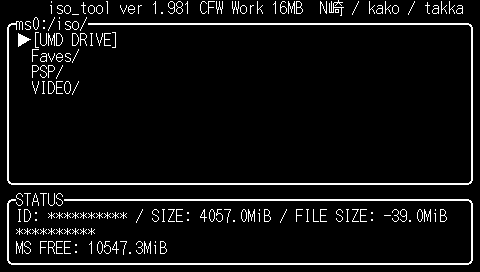 iso_tool ver 1.981 CFW Work 16MB N崎 / kako / takka
ms0:/iso/
▶[UMD DRIVE]
Faves/
PSP/
VIDEO/
STATUS
ID: ********** / SIZE: 4057.0MiB / FILE SIZE: -39.0MiB
**********
MS FREE: 10547.3MiB